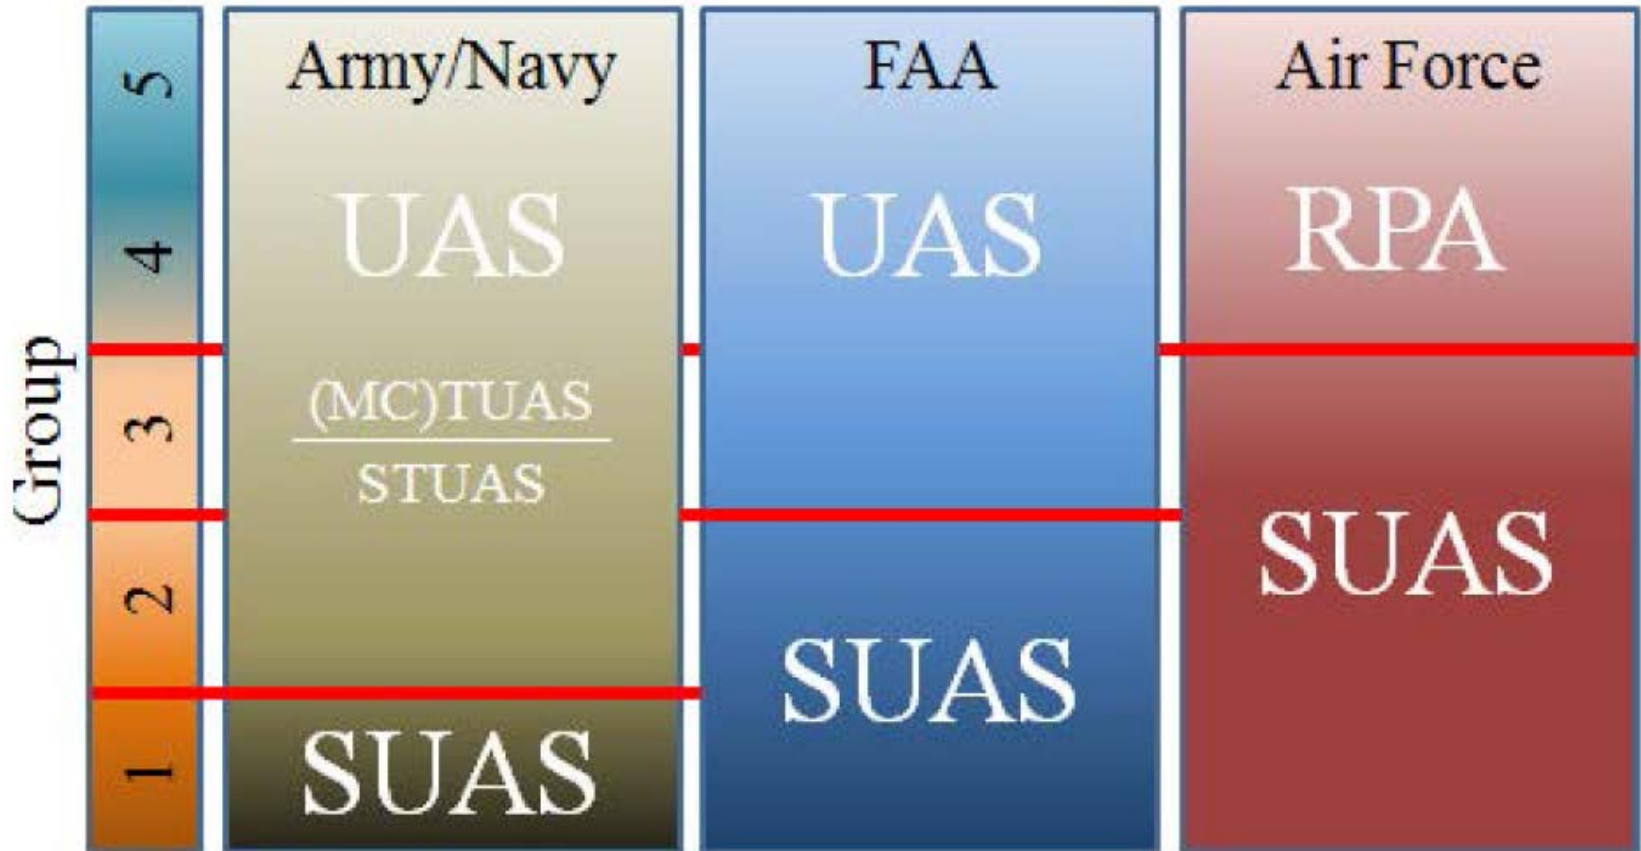 Group
5
4
3
2
1
Army/Navy
UAS
(MC)TUAS
STUAS
SUAS
FAA
UAS
SUAS
Air Force
RPA
SUAS